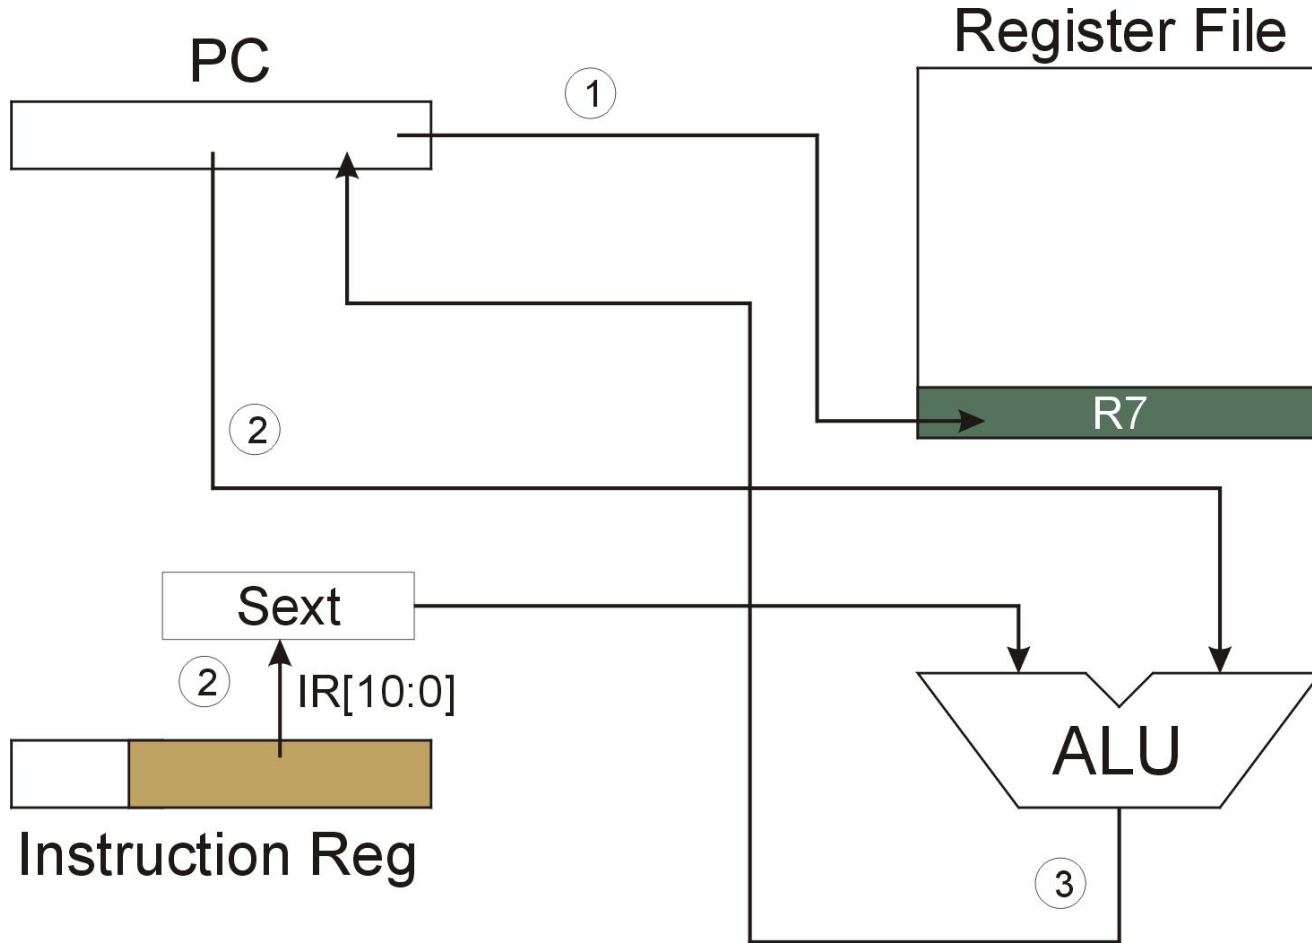 Register File
PC
1
R7
2
Sext
2
IR[10:0]
ALU
Instruction Reg
3